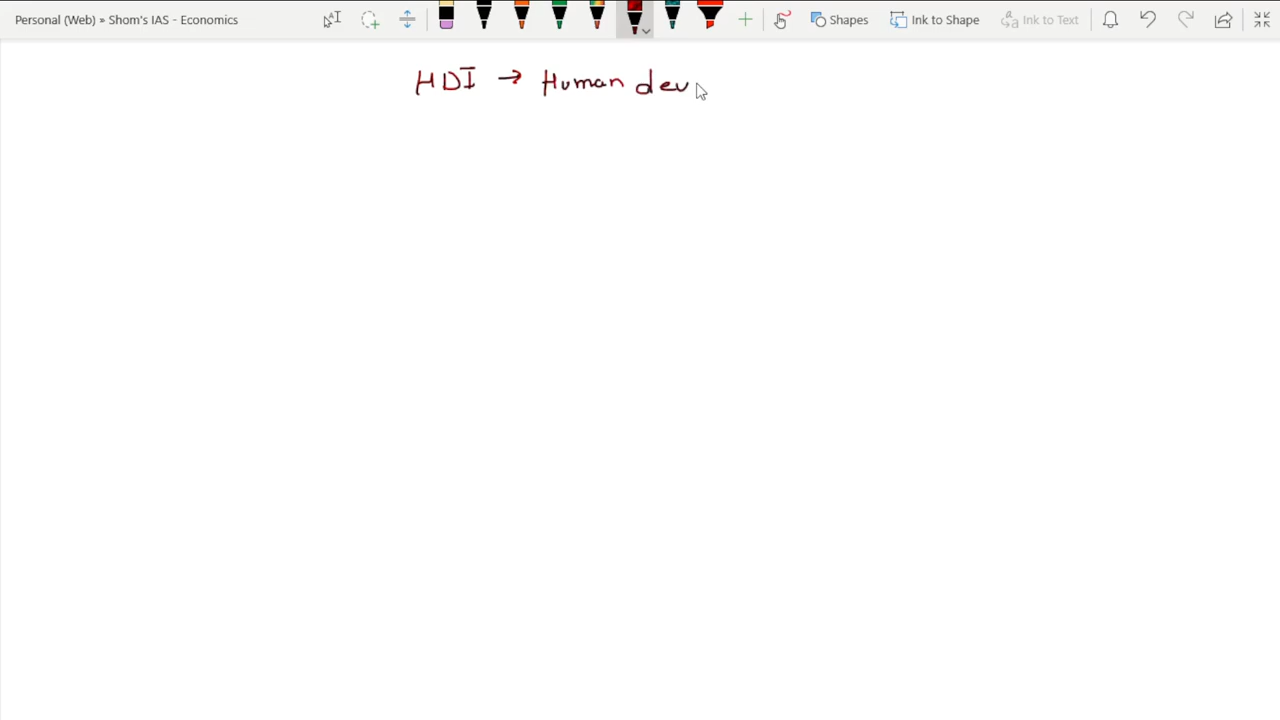 Personal (Web) » Shom's IAS - Economics
Shapes
Ink to Shape
Ink to Text
HDI → Human dev